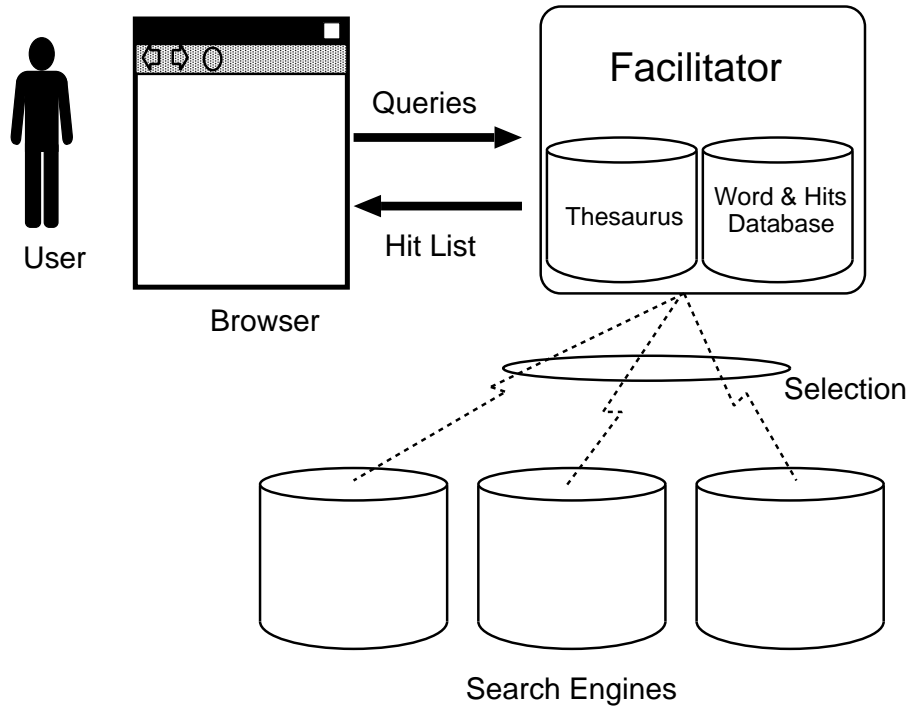 Facilitator
Queries
Thesaurus
Word & Hits
Database
Hit List
User
Browser
Selection
Search Engines